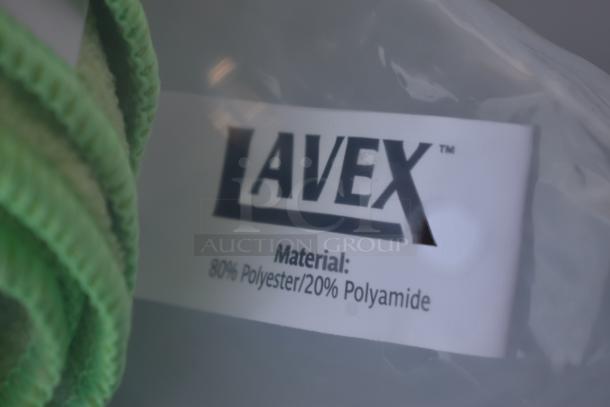 LAVEX™
PCI
AUCTION GROUP
Material:
80% Polyester/20% Polyamide